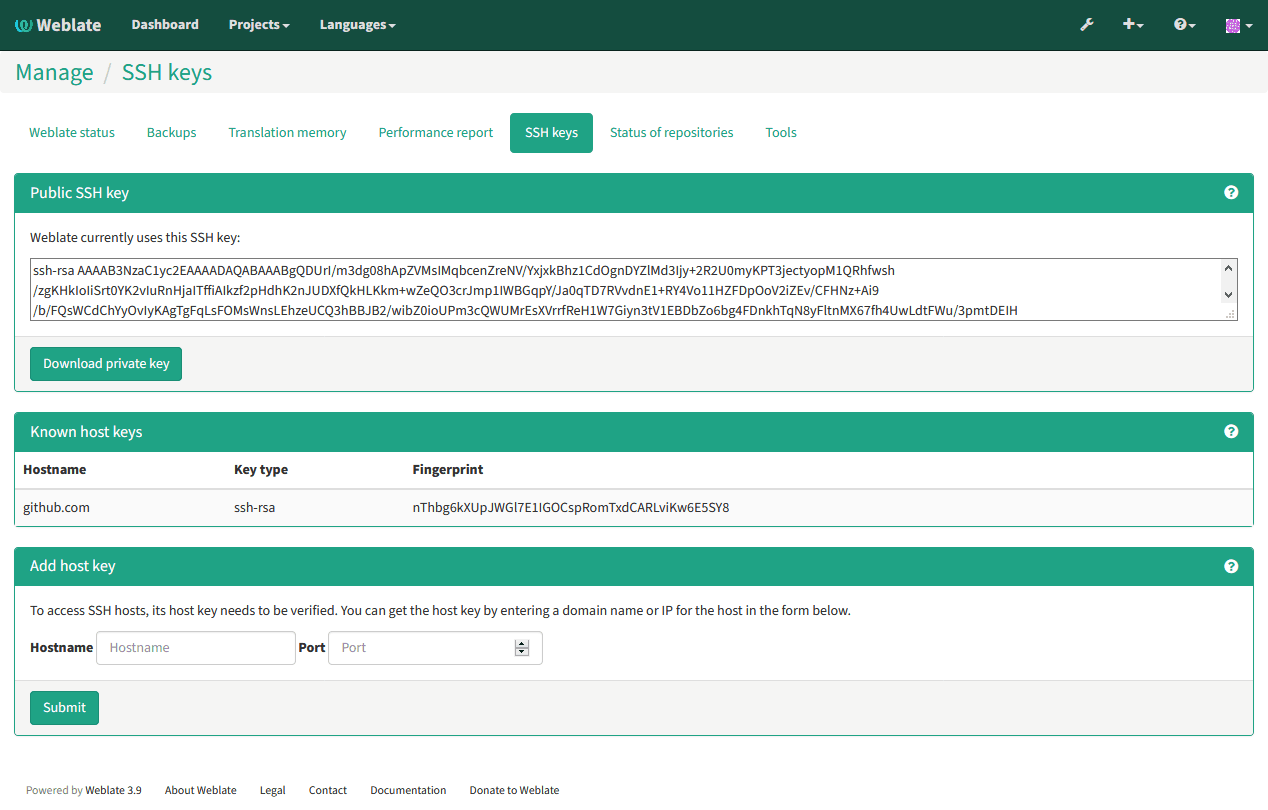 Weblate Dashboard Projects Languages
Manage / SSH keys
Weblate status Backups Translation memory Performance report SSH keys Status of repositories Tools
Public SSH key
Weblate currently uses this SSH key:
ssh-rsa AAAAB3NzaC1yc2EAAAADAQABAAABgQDUrI/m3dg08hApZVMsIMqbcenZreNV/YxjxkBhz1CdOgnDYZlMd3Ijy+2R2U0myKPT3jectyopM1QRhfwsh
/zgKHkIoIiSrt0YK2vIuRnHjaITffiAIkzf2pHdhK2nJUDXfQkHLKkm+wZeQO3crJmp1IWBGqpY/Ja0qTD7RVvdnE1+RY4Vo11HZFDpOoV2iZEv/CFHNz+Ai9
/b/FQsWCdChYyOvIyKAgTgFqLsFOMsWnsLEhzeUCQ3hBBJB2/wibZ0ioUPm3cQWUMrEsXVrrfReH1W7Giyn3tV1EBDbZo6bg4FDnkhTqN8yFltnMX67fh4UwLdtFWu/3pmtDEIH
Download private key
Known host keys
Hostname Key type Fingerprint
github.com ssh-rsa nThbg6kXUpJWGl7E1IGOCspRomTxdCARLviKw6E5SY8
Add host key
To access SSH hosts, its host key needs to be verified. You can get the host key by entering a domain name or IP for the host in the form below.
Hostname Hostname Port Port
Submit
Powered by Weblate 3.9 About Weblate Legal Contact Documentation Donate to Weblate